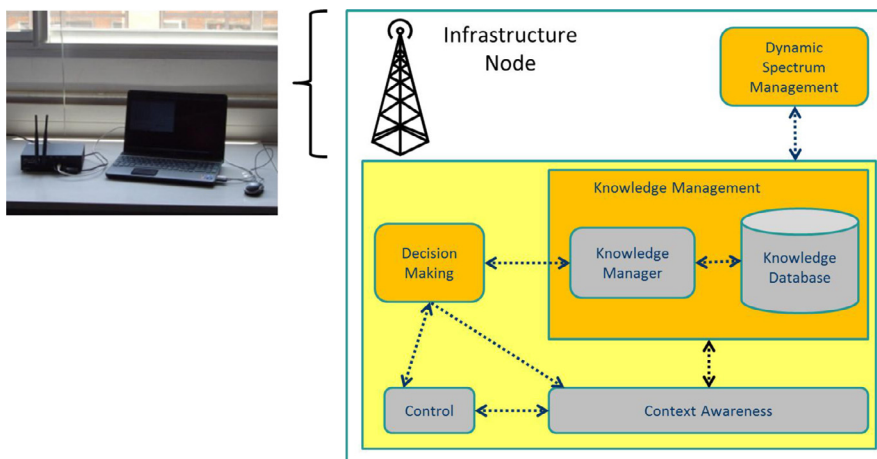 Infrastructure
Node
Dynamic
Spectrum
Management
Knowledge Management
Decision
Making
Knowledge
Manager
Knowledge
Database
Control
Context Awareness